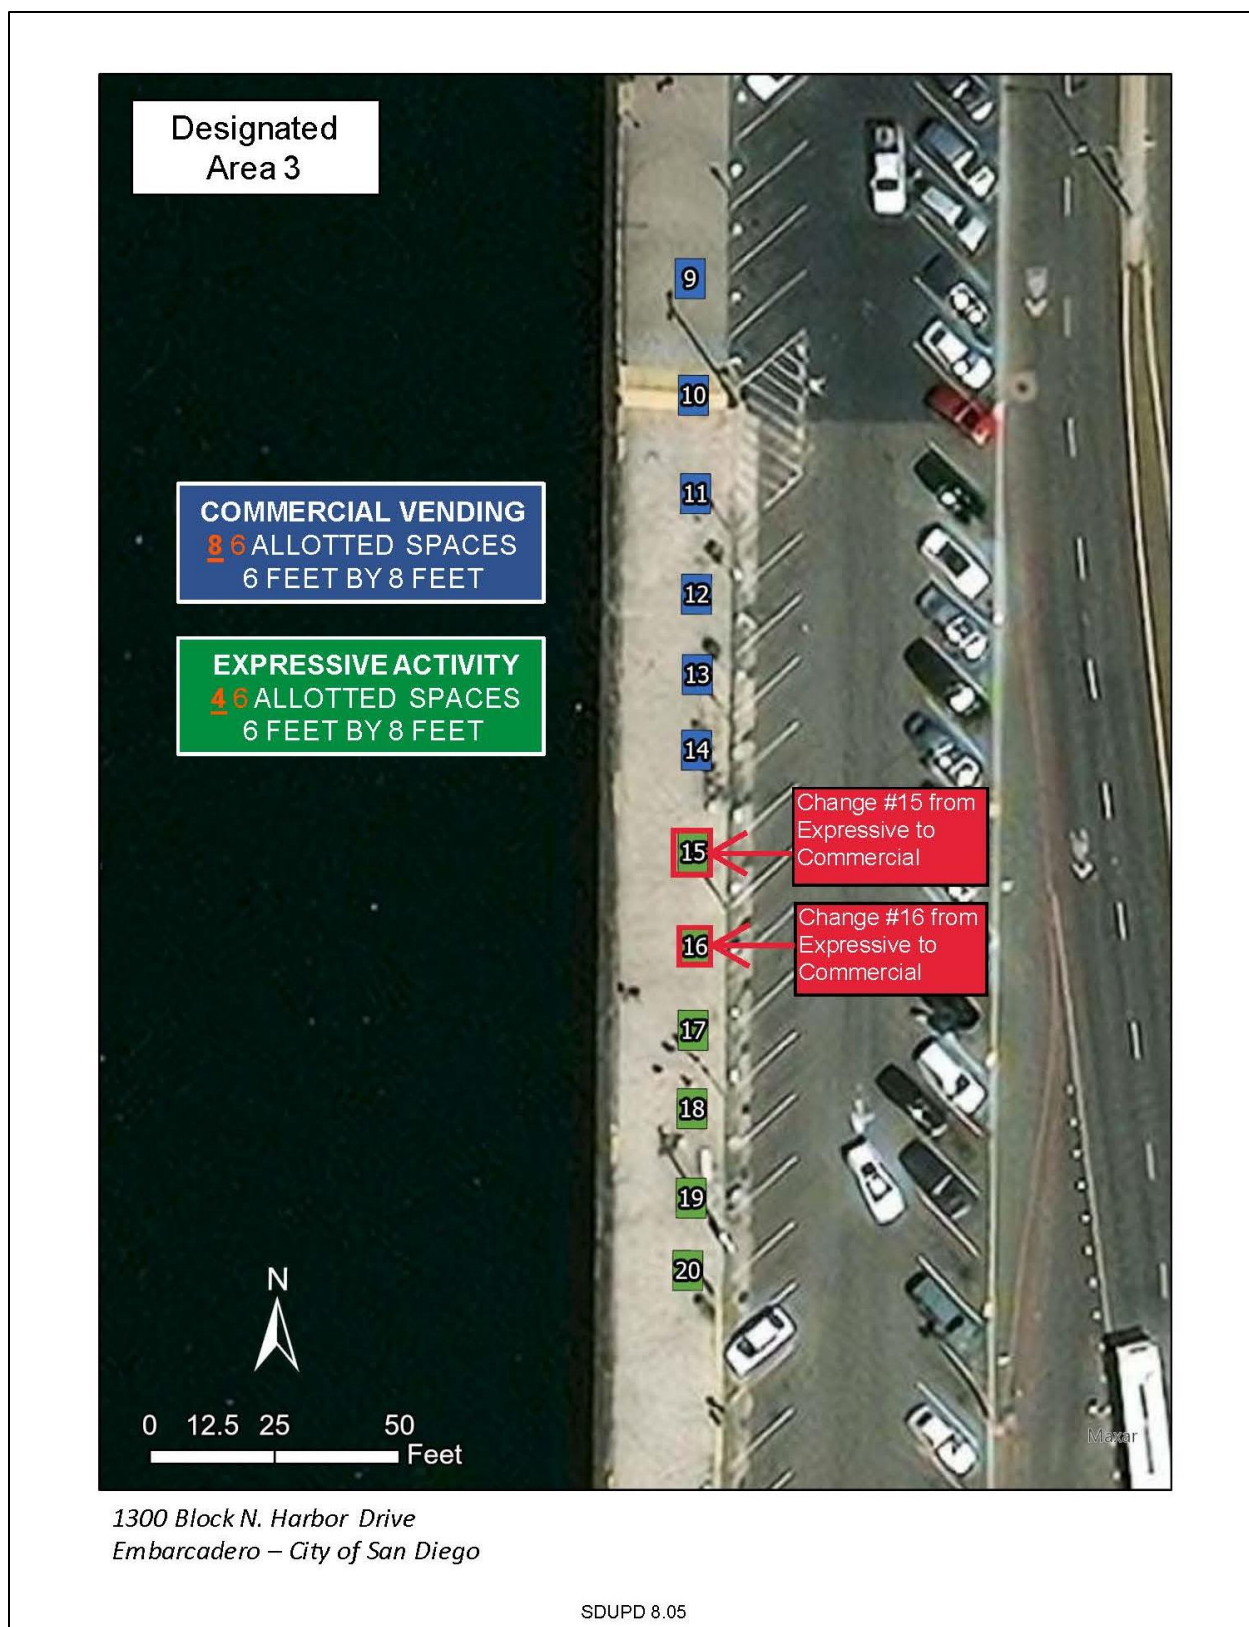 Designated
Area 3
9
10
11
COMMERCIAL VENDING
8 6 ALLOTTED SPACES
6 FEET BY 8 FEET
12
EXPRESSIVE ACTIVITY
4 6 ALLOTTED SPACES
6 FEET BY 8 FEET
13
14
15
Change #15 from
Expressive to
Commercial
16
Change #16 from
Expressive to
Commercial
17
18
19
20
N
0 12.5 25 50
Feet
Maxar
1300 Block N. Harbor Drive
Embarcadero – City of San Diego
SDUPD 8.05